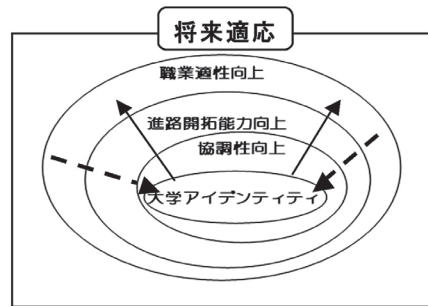 将来適応
職業適性向上
進路開拓能力向上
協調性向上
大学アイデンティティ